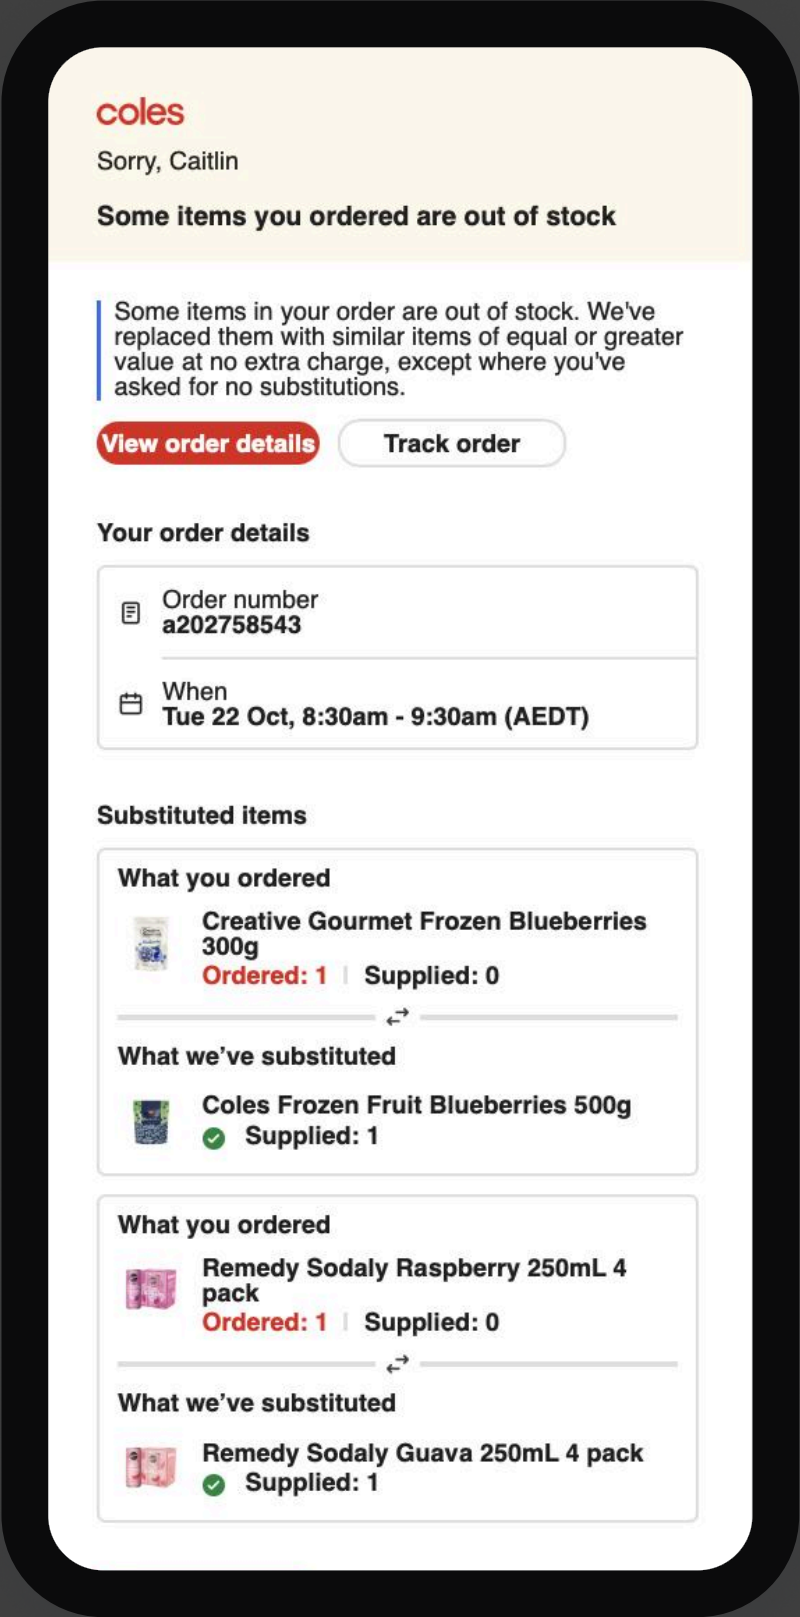 coles
Sorry, Caitlin
Some items you ordered are out of stock
Some items in your order are out of stock. We've
replaced them with similar items of equal or greater
value at no extra charge, except where you've
asked for no substitutions.
View order details
Track order
Your order details
Order number
a202758543
When
Tue 22 Oct, 8:30am - 9:30am (AEDT)
Substituted items
What you ordered
Creative Gourmet Frozen Blueberries
300g
Ordered: 1 | Supplied: 0
What we’ve substituted
Coles Frozen Fruit Blueberries 500g
Supplied: 1
What you ordered
Remedy Sodaly Raspberry 250mL 4
pack
Ordered: 1 | Supplied: 0
What we’ve substituted
Remedy Sodaly Guava 250mL 4 pack
Supplied: 1